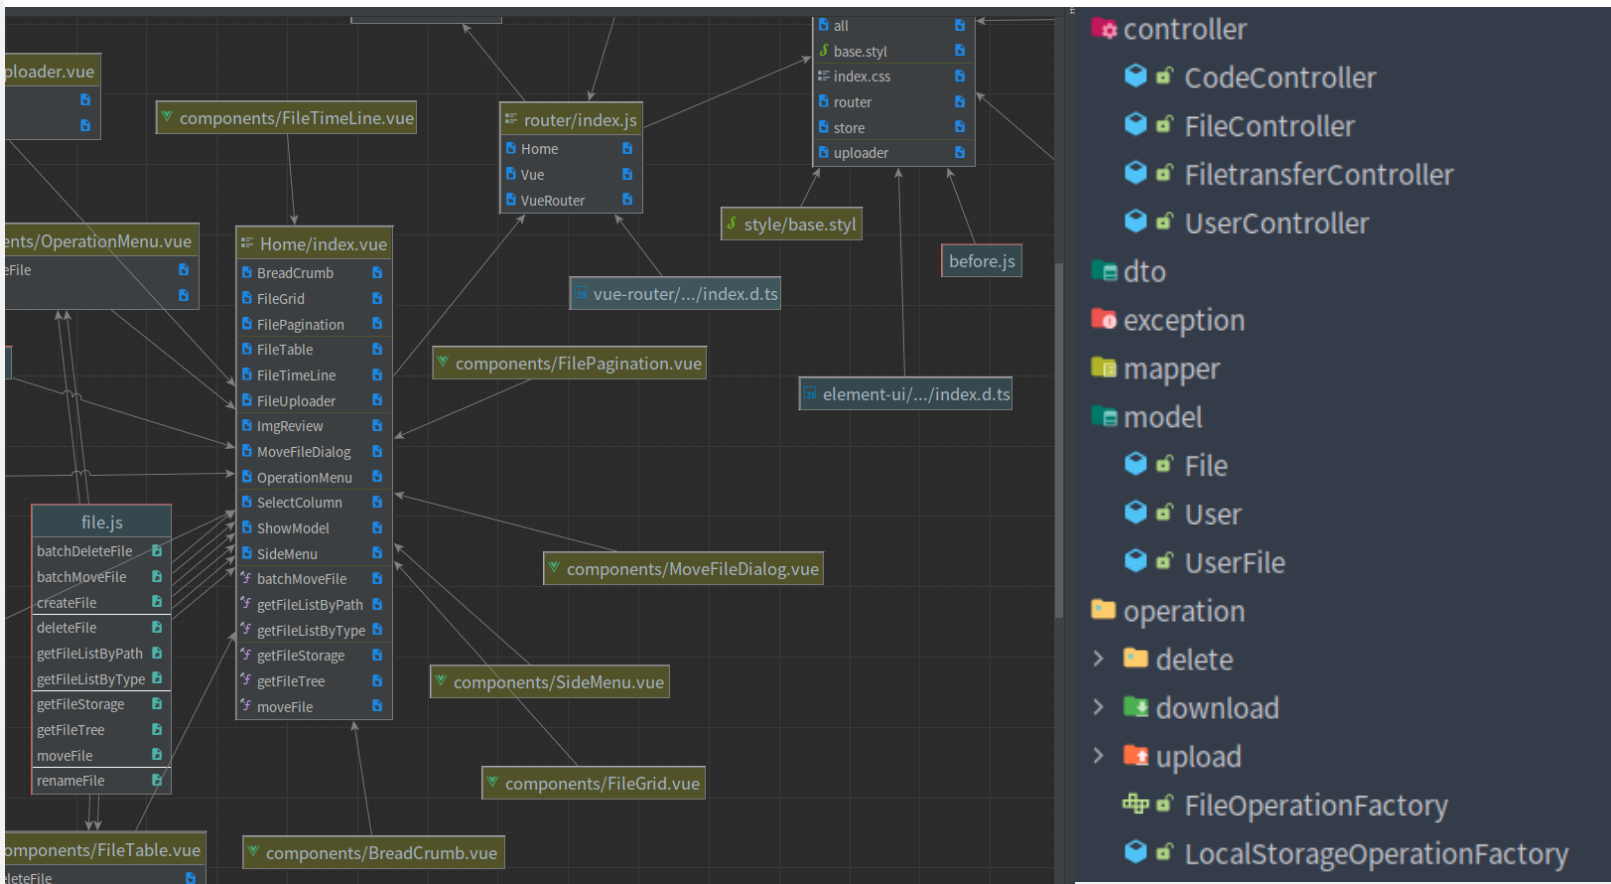 ploader.vue
components/FileTimeLine.vue
ents/OperationMenu.vue
eFile
file.js
batchDeleteFile
batchMoveFile
createFile
deleteFile
getFileListByPath
getFileListByType
getFileStorage
getFileTree
moveFile
renameFile
omponents/FileTable.vue
leteFile
Home/index.vue
BreadCrumb
FileGrid
FilePagination
FileTable
FileTimeLine
FileUploader
ImgReview
MoveFileDialog
OperationMenu
SelectColumn
ShowModel
SideMenu
batchMoveFile
getFileListByPath
getFileListByType
getFileStorage
getFileTree
moveFile
components/BreadCrumb.vue
router/index.js
Home
Vue
VueRouter
vue-router/.../index.d.ts
components/FilePagination.vue
components/MoveFileDialog.vue
components/SideMenu.vue
components/FileGrid.vue
all
base.styl
index.css
router
store
uploader
style/base.styl
before.js
element-ui/.../index.d.ts
controller
CodeController
FileController
FiletransferController
UserController
dto
exception
mapper
model
File
User
UserFile
operation
delete
download
upload
FileOperationFactory
LocalStorageOperationFactory